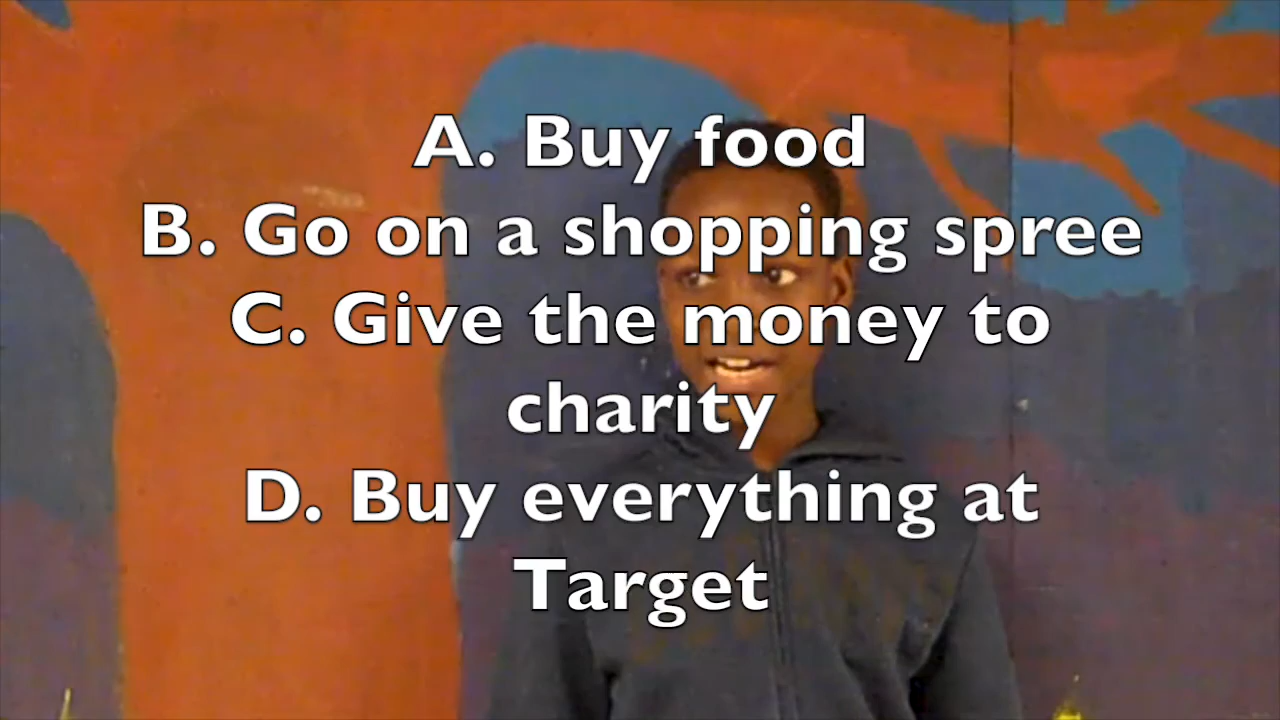 A. Buy food
B. Go on a shopping spree
C. Give the money to
charity
D. Buy everything at
Target